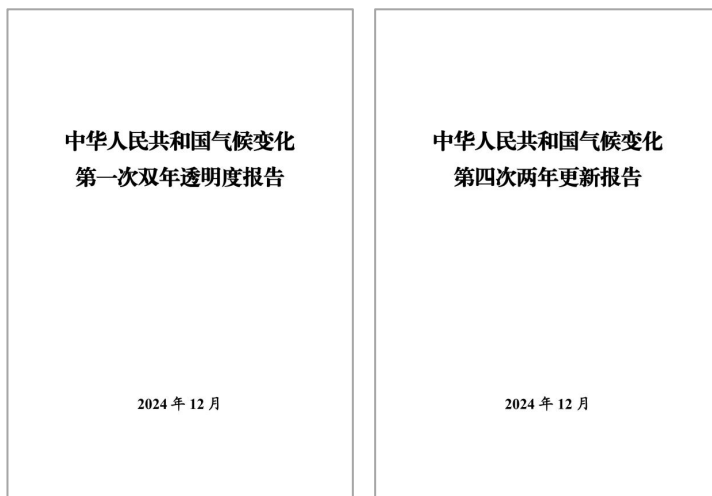 中华人民共和国气候变化
第一次双年透明度报告
2024 年 12 月
中华人民共和国气候变化
第四次两年更新报告
2024 年 12 月